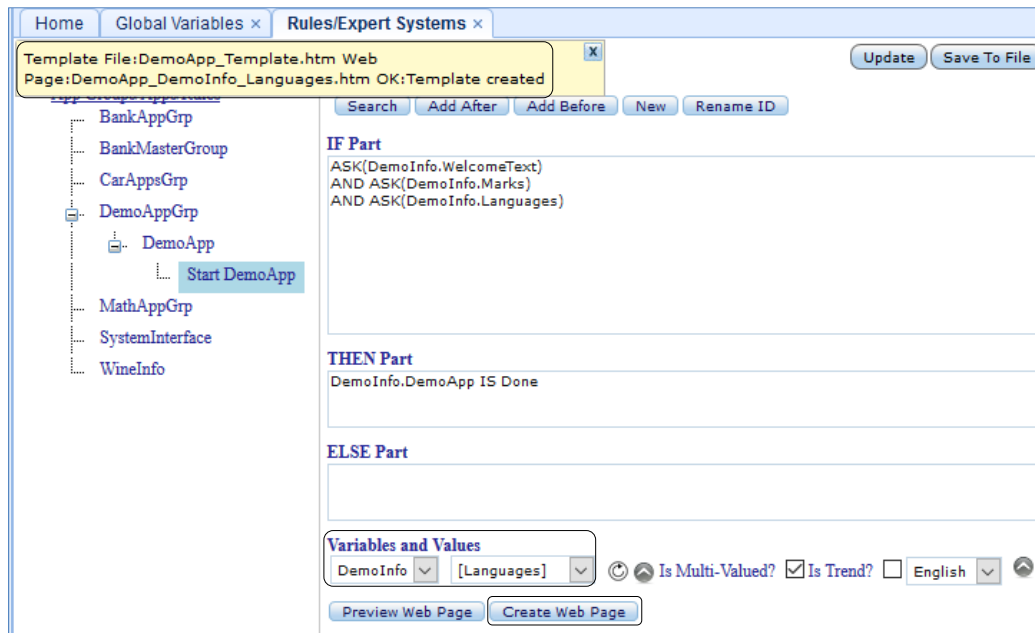 Home Global Variables × Rules/Expert Systems ×
Template File:DemoApp_Template.htm Web
Page:DemoApp_DemoInfo_Languages.htm OK:Template created
x
Update Save To File
Search Add After Add Before New Rename ID
BankAppGrp
BankMasterGroup
CarAppsGrp
DemoAppGrp
DemoApp
Start DemoApp
MathAppGrp
SystemInterface
WineInfo
IF Part
ASK(DemoInfo.WelcomeText)
AND ASK(DemoInfo.Marks)
AND ASK(DemoInfo.Languages)
THEN Part
DemoInfo.DemoApp IS Done
ELSE Part
Variables and Values
DemoInfo [Languages] Is Multi-Valued? Is Trend? English
Preview Web Page Create Web Page